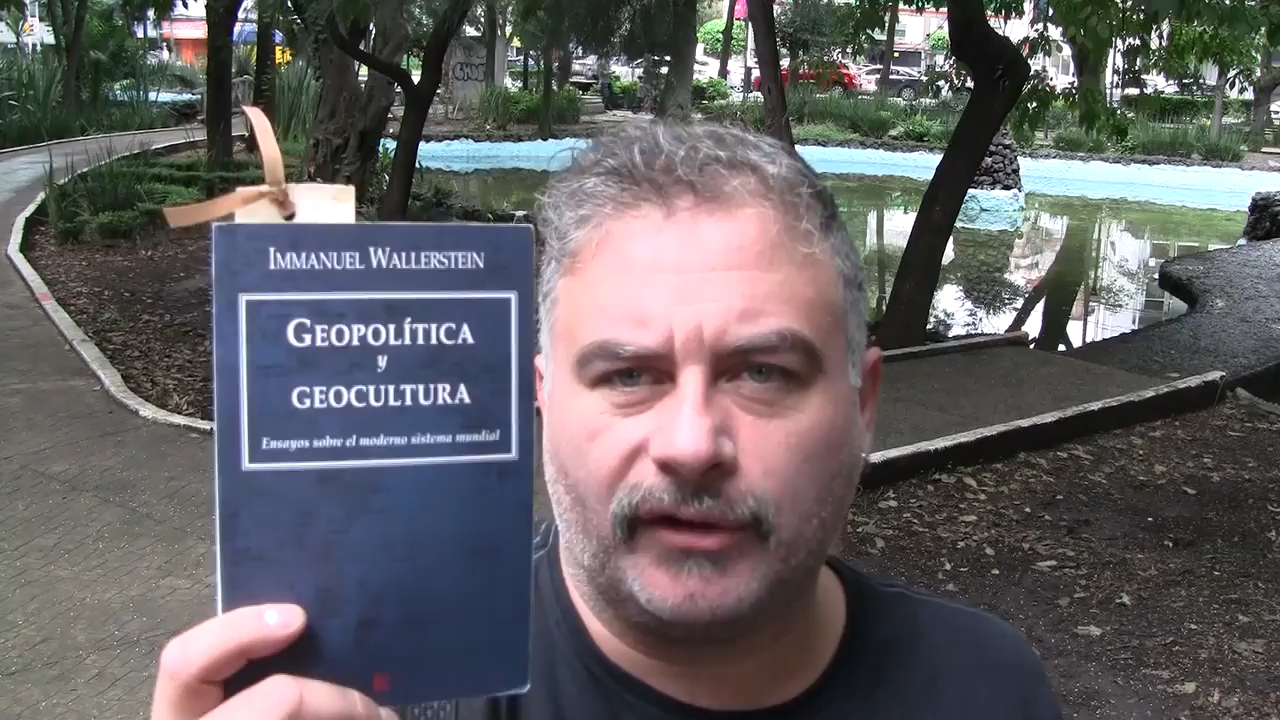 IMMANUEL WALLERSTEIN
GEOPOLÍTICA
y
GEOCULTURA
Ensayos sobre el moderno sistema mundial